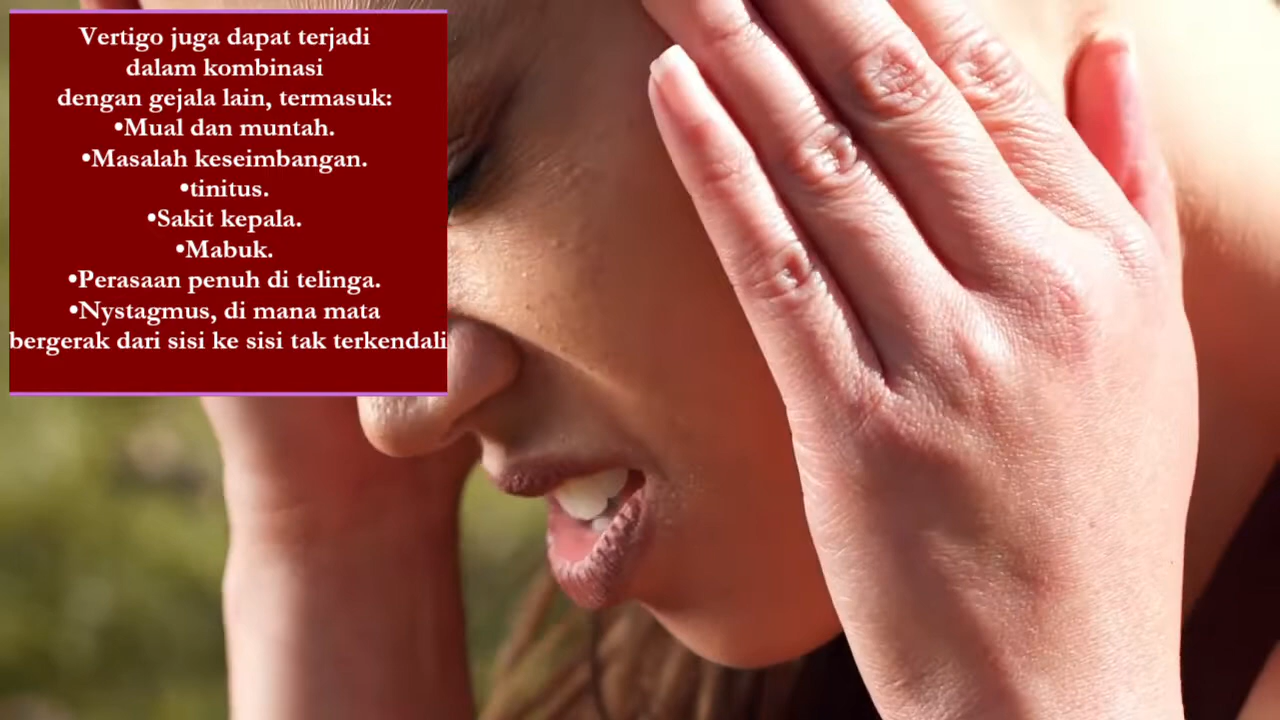 Vertigo juga dapat terjadi
dalam kombinasi
dengan gejala lain, termasuk:
•Mual dan muntah.
•Masalah keseimbangan.
•tinitus.
•Sakit kepala.
•Mabuk.
•Perasaan penuh di telinga.
•Nystagmus, di mana mata
bergerak dari sisi ke sisi tak terkendali